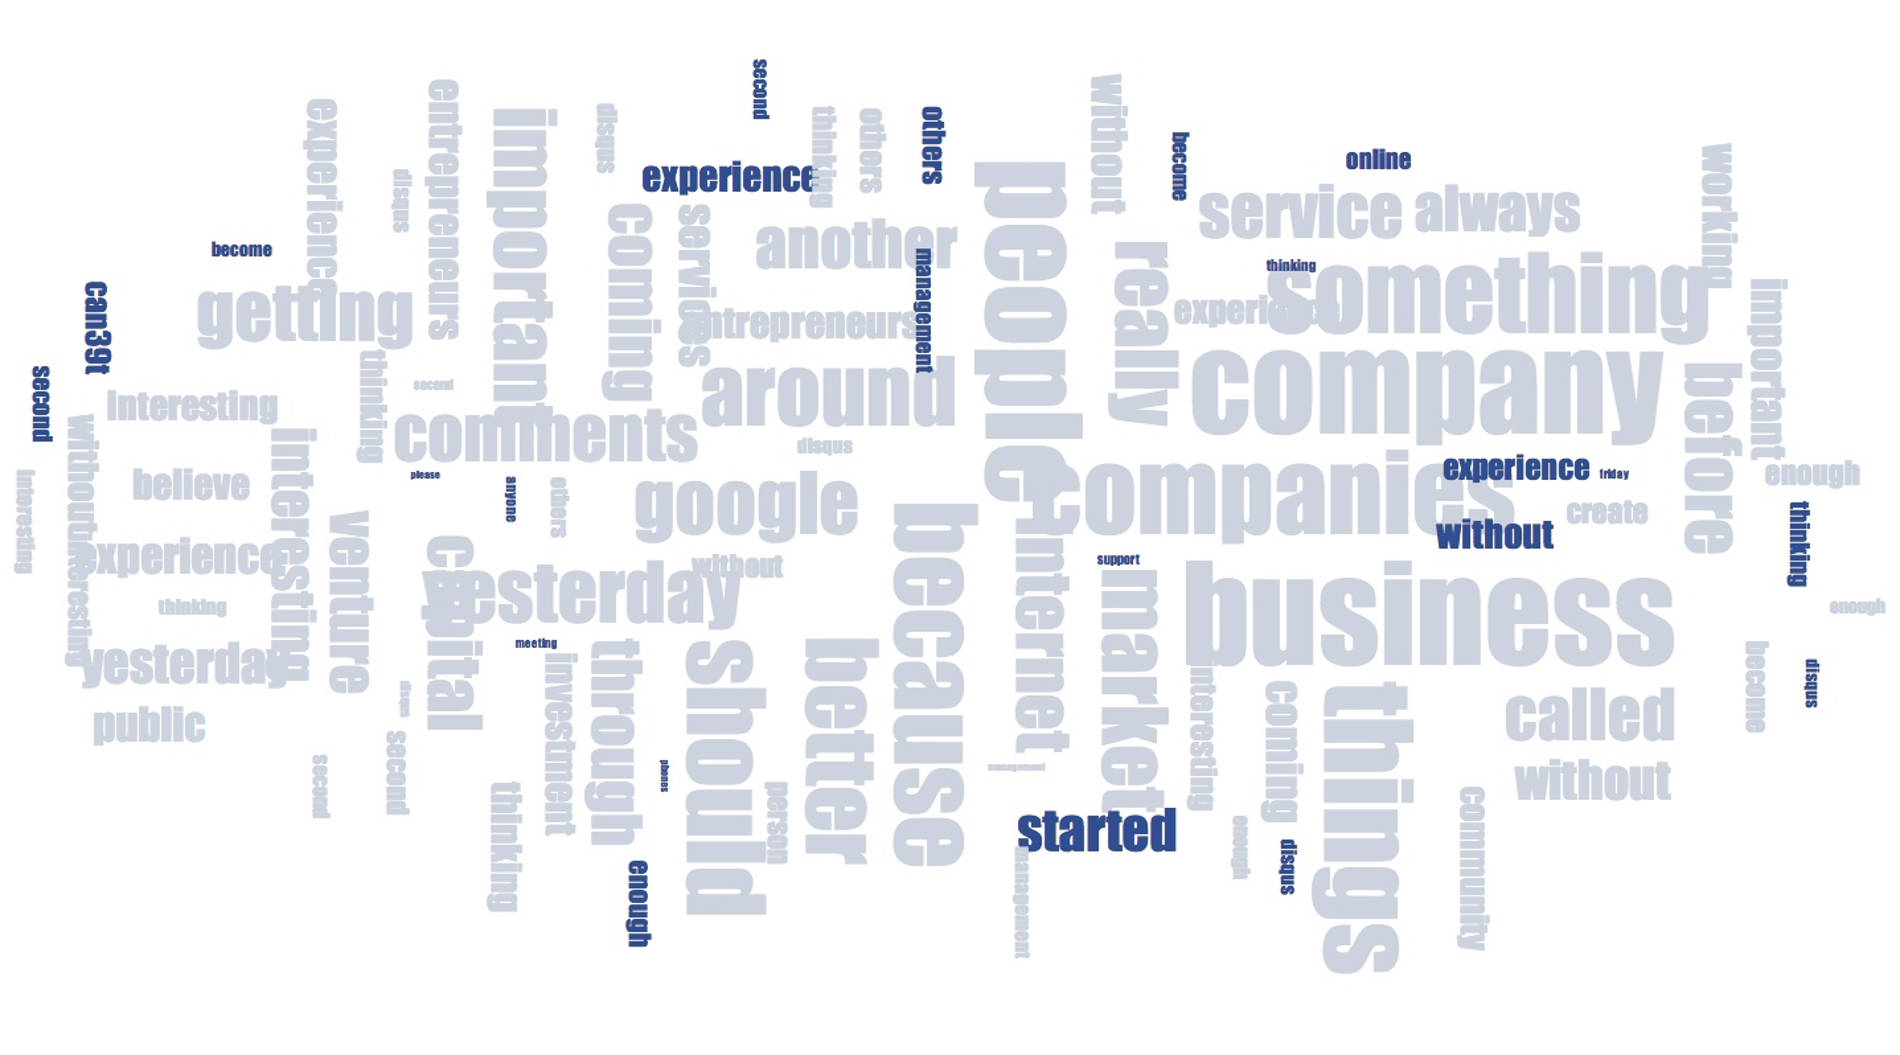 second
without
important
entrepreneurs
experience
disqus
thinking
others
others
become
online
working
experience
disqus
service
always
people
coming
services
another
become
really
management
something
thinking
can39t
important
getting
experience
entrepreneurs
company
thinking
around
before
second
second
interesting
comments
without
interesting
disqus
companies
experience
friday
enough
believe
please
google
interesting
anyone
others
because
create
thinking
venture
without
experience
capital
yesterday
without
internet
support
market
business
thinking
enough
yesterday
meeting
through
should
better
investment
become
disqus
interesting
coming
things
called
public
disqus
second
second
phones
management
without
thinking
person
community
started
enough
disqus
management
enough